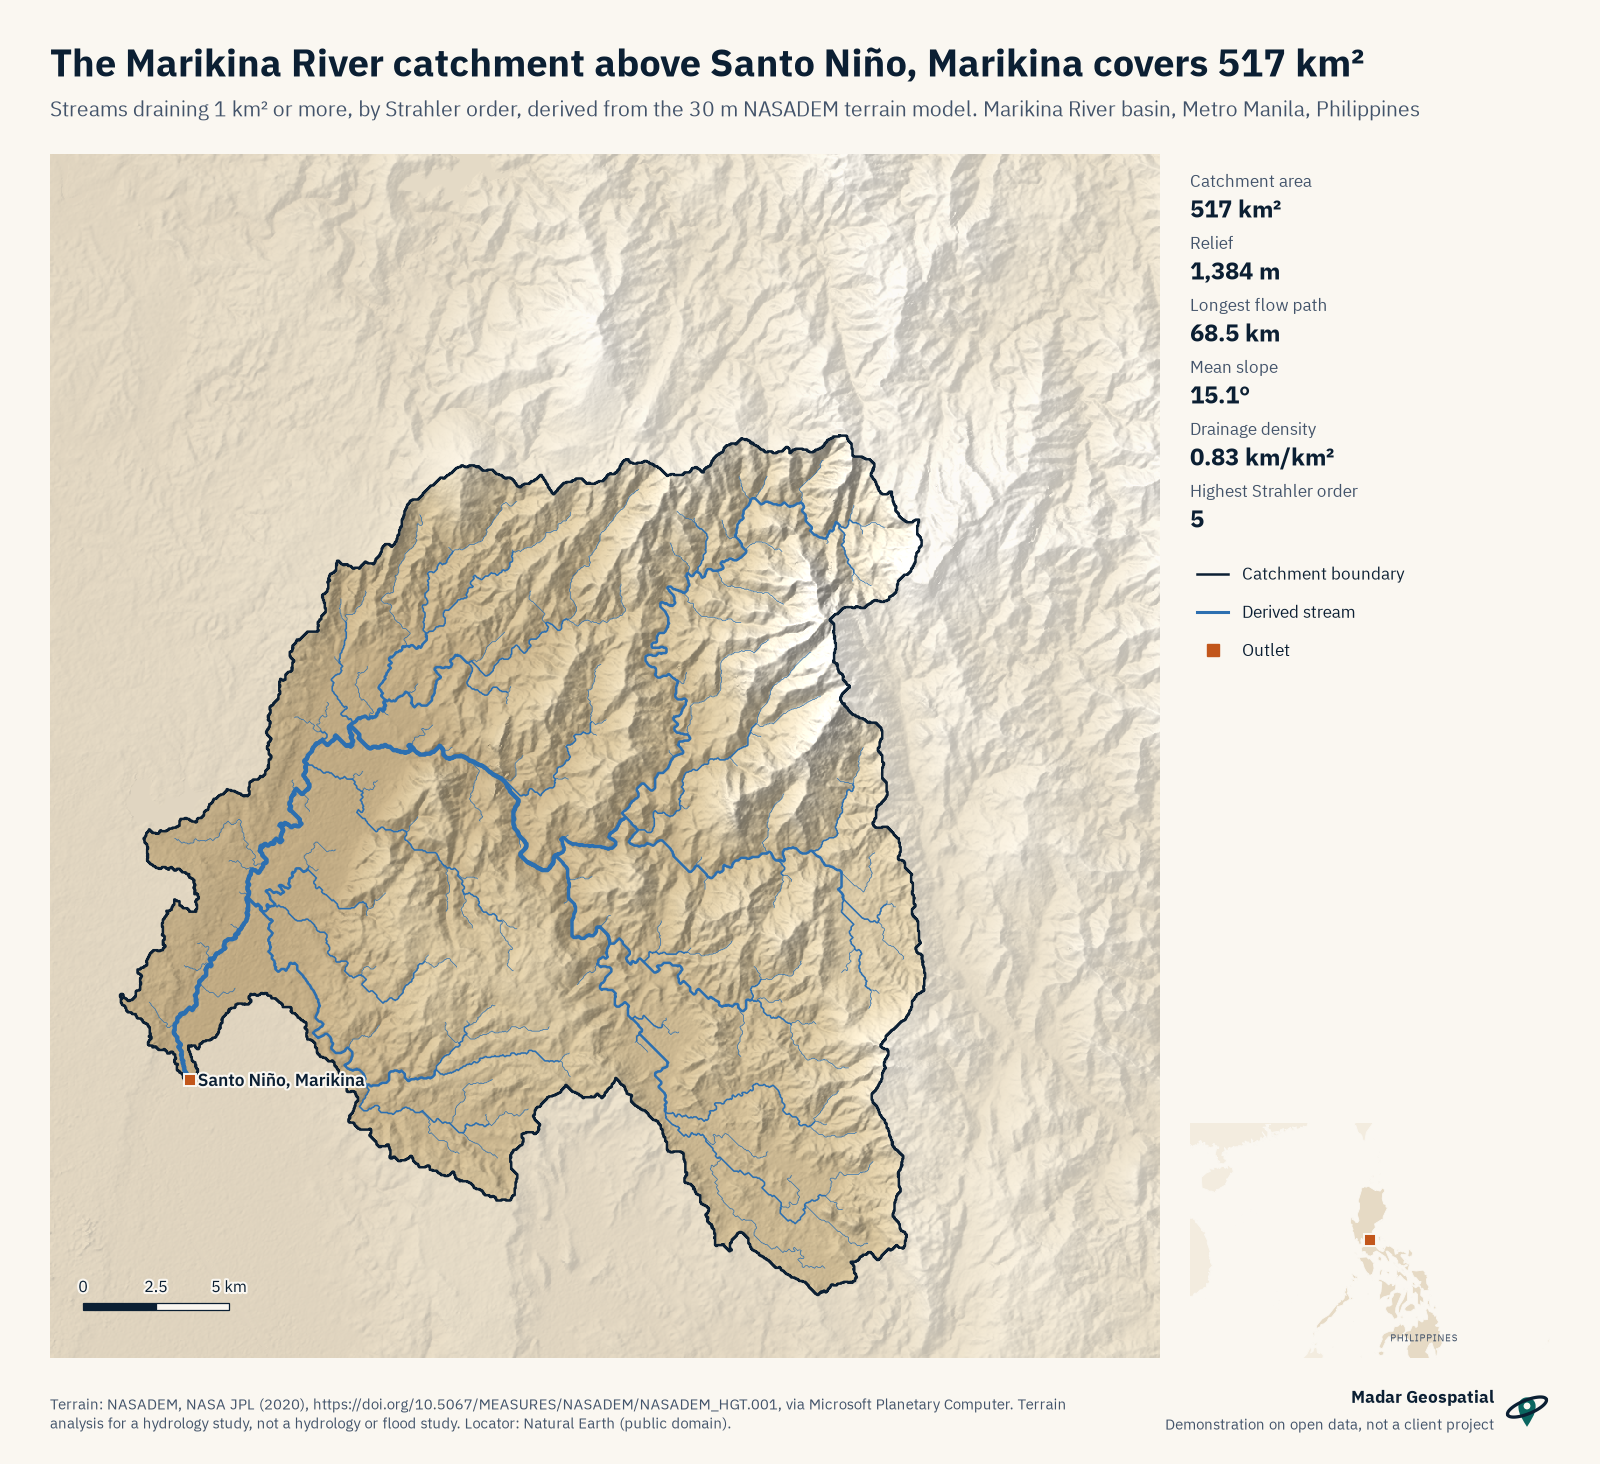 The Marikina River catchment above Santo Niño, Marikina covers 517 km²
Streams draining 1 km² or more, by Strahler order, derived from the 30 m NASADEM terrain model. Marikina River basin, Metro Manila, Philippines
Catchment area
517 km²
Relief
1,384 m
Longest flow path
68.5 km
Mean slope
15.1°
Drainage density
0.83 km/km²
Highest Strahler order
5
Catchment boundary
Derived stream
Outlet
Santo Niño, Marikina
0 2.5 5 km
PHILIPPINES
Terrain: NASADEM, NASA JPL (2020), https://doi.org/10.5067/MEASURES/NASADEM/NASADEM_HGT.001, via Microsoft Planetary Computer. Terrain
analysis for a hydrology study, not a hydrology or flood study. Locator: Natural Earth (public domain).
Madar Geospatial
Demonstration on open data, not a client project